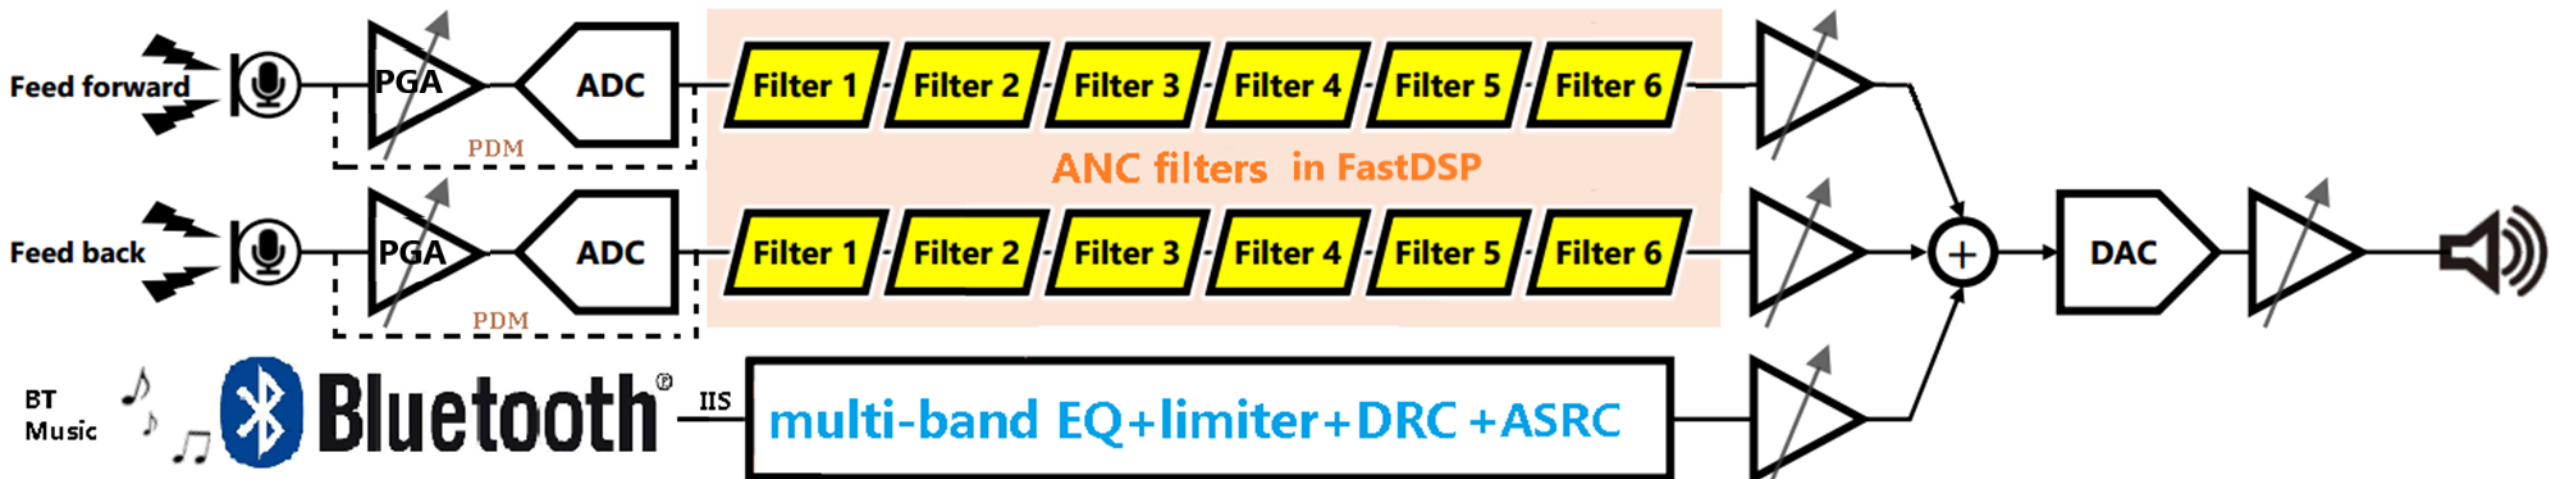 Feed forward
PGA
ADC
PDM
Filter 1 Filter 2 Filter 3 Filter 4 Filter 5 Filter 6
ANC filters in FastDSP
Feed back
PGA
ADC
PDM
Filter 1 Filter 2 Filter 3 Filter 4 Filter 5 Filter 6
+
DAC
BT
Music
Bluetooth®
IIS
multi-band EQ+limiter+DRC +ASRC